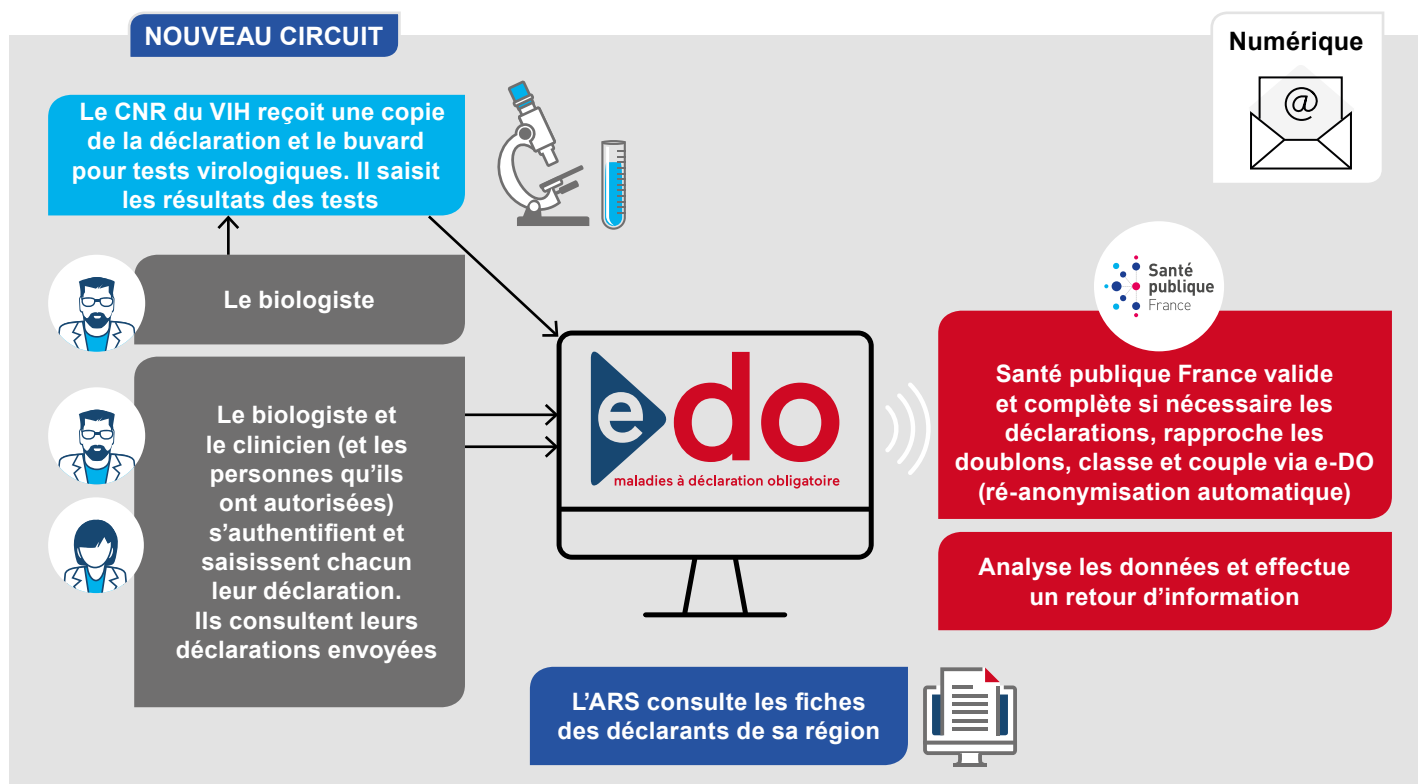 NOUVEAU CIRCUIT
Numérique
@
Le CNR du VIH reçoit une copie
de la déclaration et le buvard
pour tests virologiques. Il saisit
les résultats des tests
Le biologiste
Le biologiste et
le clinicien (et les
personnes qu’ils
ont autorisées)
s’authentifient et
saisissent chacun
leur déclaration.
Ils consultent leurs
déclarations envoyées
e do
maladies à déclaration obligatoire
Santé
publique
France
Santé publique France valide
et complète si nécessaire les
déclarations, rapproche les
doublons, classe et couple via e-DO
(ré-anonymisation automatique)
Analyse les données et effectue
un retour d’information
L’ARS consulte les fiches
des déclarants de sa région